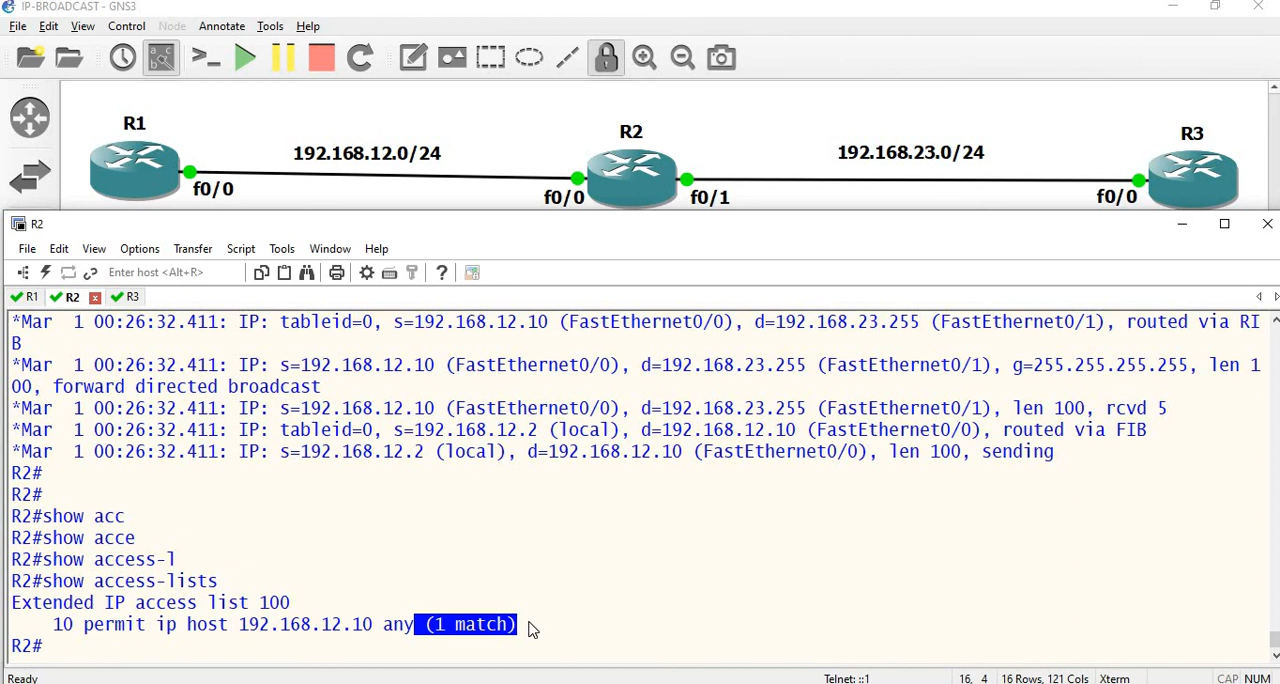 IP-BROADCAST - GNS3
File Edit View Control Node Annotate Tools Help
R1 R2 R3
192.168.12.0/24 192.168.23.0/24
f0/0 f0/0 f0/1 f0/0
R2
File Edit View Options Transfer Script Tools Window Help
Enter host <Alt+R>
R1 R2 R3
*Mar 1 00:26:32.411: IP: tableid=0, s=192.168.12.10 (FastEthernet0/0), d=192.168.23.255 (FastEthernet0/1), routed via RI
B
*Mar 1 00:26:32.411: IP: s=192.168.12.10 (FastEthernet0/0), d=192.168.23.255 (FastEthernet0/1), g=255.255.255.255, len 1
00, forward directed broadcast
*Mar 1 00:26:32.411: IP: s=192.168.12.10 (FastEthernet0/0), d=192.168.23.255 (FastEthernet0/1), len 100, rcvd 5
*Mar 1 00:26:32.411: IP: tableid=0, s=192.168.12.2 (local), d=192.168.12.10 (FastEthernet0/0), routed via FIB
*Mar 1 00:26:32.411: IP: s=192.168.12.2 (local), d=192.168.12.10 (FastEthernet0/0), len 100, sending
R2#
R2#
R2#show acc
R2#show acce
R2#show access-l
R2#show access-lists
Extended IP access list 100
10 permit ip host 192.168.12.10 any (1 match)
R2#
Ready Telnet: ::1 16, 4 16 Rows, 121 Cols Xterm CAP NUM